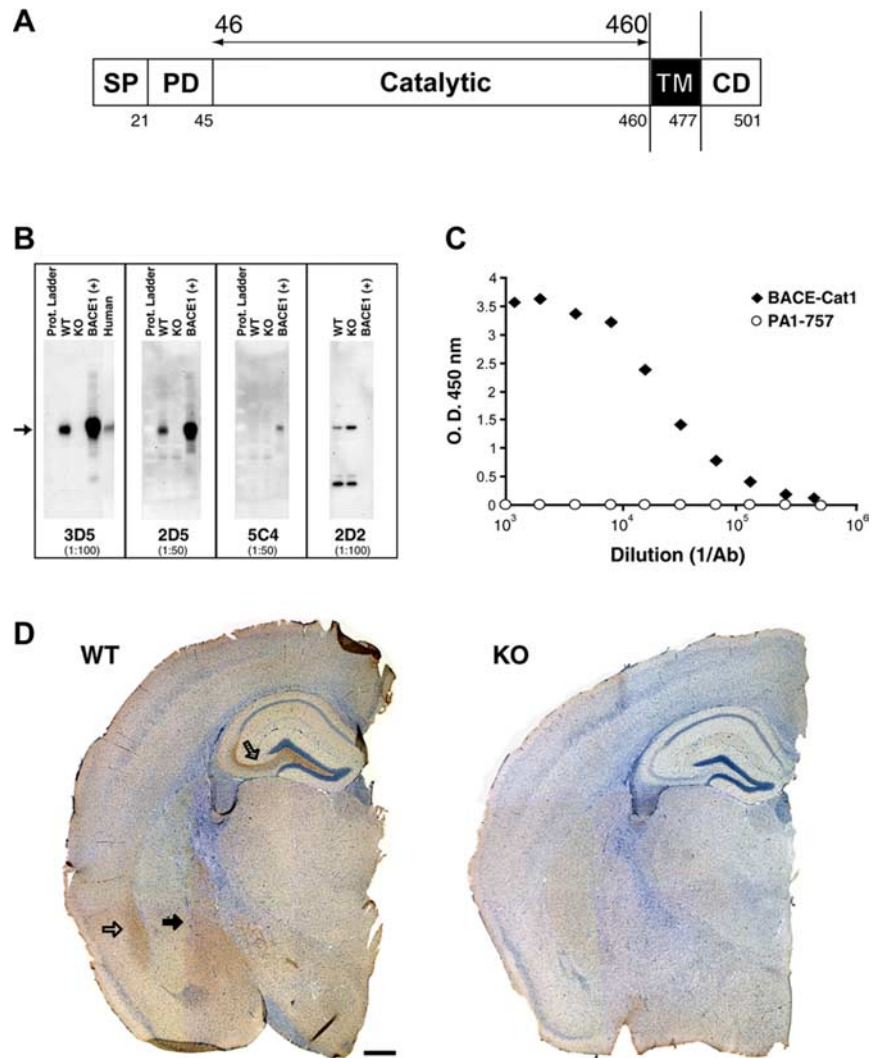 A
46 460
SP PD Catalytic TM CD
21 45 460 477 501
B
Prot. Ladder
WT
KO
BACE1 (+)
Human
Prot. Ladder
WT
KO
BACE1 (+)
Prot. Ladder
WT
KO
BACE1 (+)
WT
KO
BACE1 (+)
3D5 2D5 5C4 2D2
(1:100) (1:50) (1:50) (1:100)
C
O. D. 450 nm
4
3.5
3
2.5
2
1.5
1
0.5
0
10³ 10⁴ 10⁵ 10⁶
Dilution (1/Ab)
BACE-Cat1
PA1-757
D
WT KO